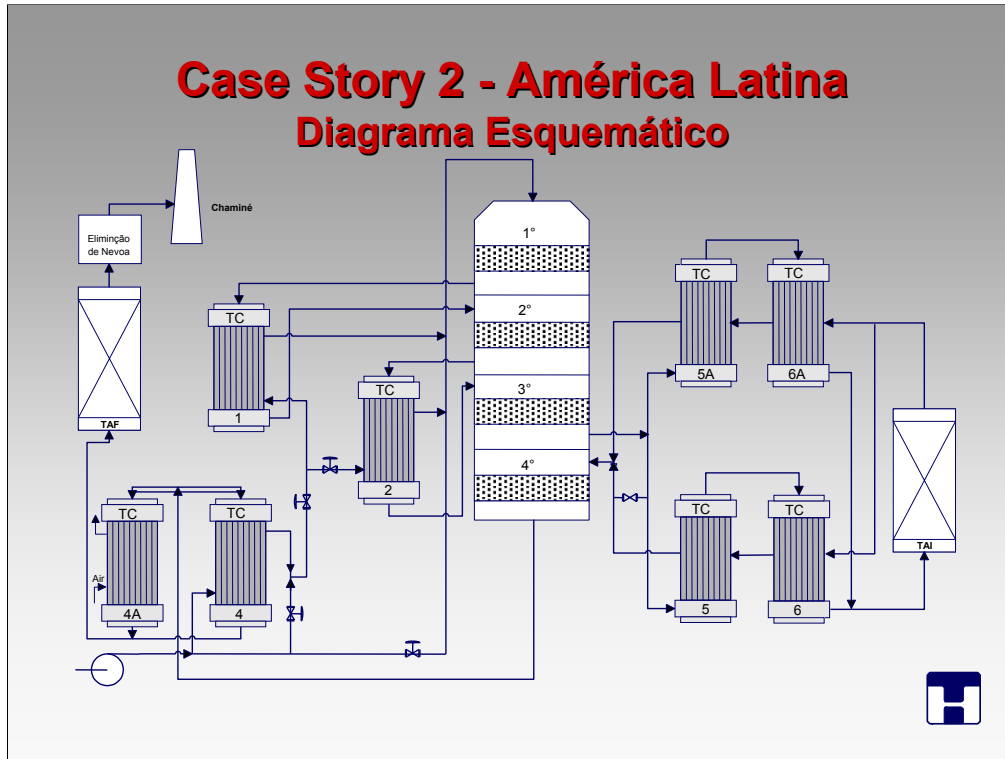 Case Story 2 - América Latina
Diagrama Esquemático
Chaminé
Eliminção
de Nevoa
TAF
TC
1
TC
2
TC
4A
Air
TC
4
1°
2°
3°
4°
TC
5A
TC
6A
TC
5
TC
6
TAI